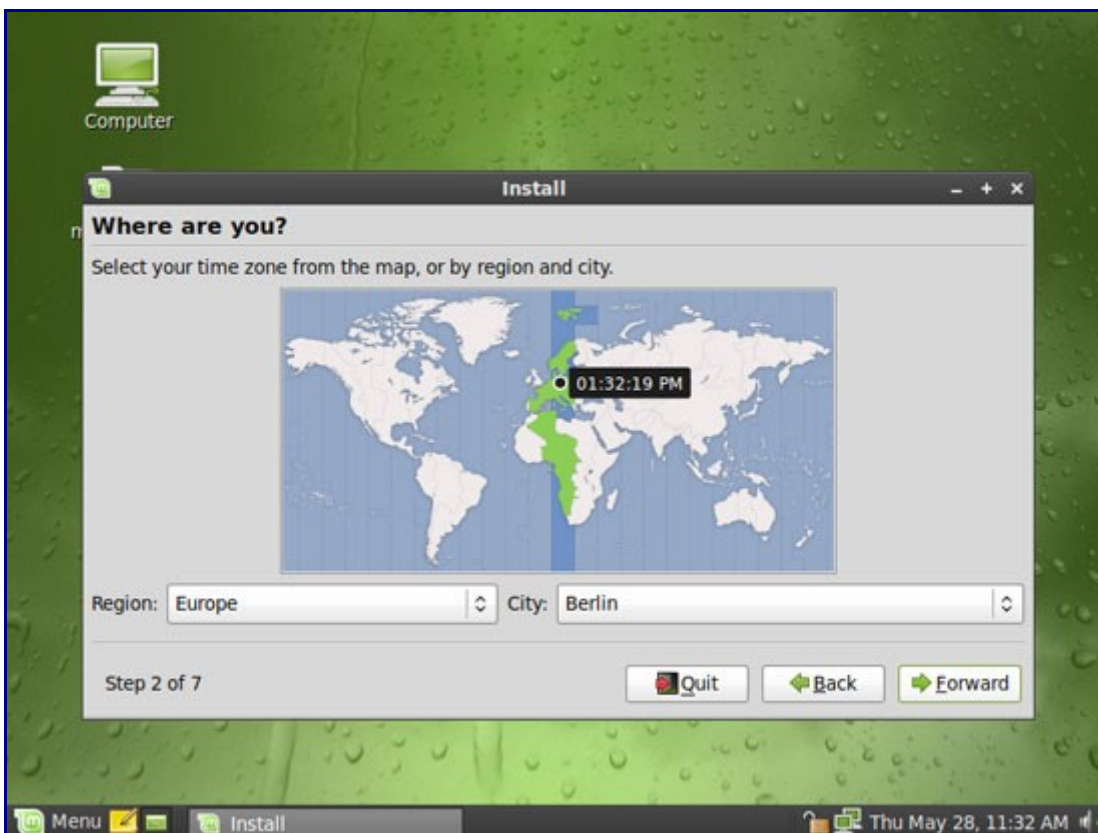 Computer
Install
Where are you?
Select your time zone from the map, or by region and city.
01:32:19 PM
Region: Europe City: Berlin
Step 2 of 7 Quit Back Forward
Menu Install Thu May 28, 11:32 AM